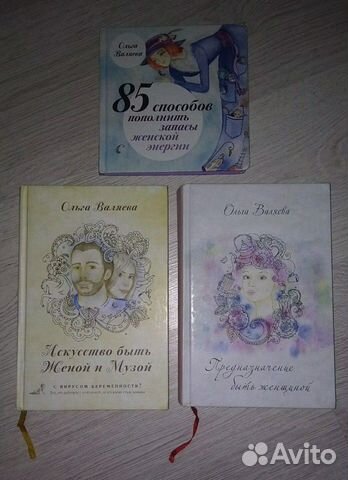 Ольга
Валяева
85 способов
пополнить
запасы
женской
энергии
Ольга Валяева
Искусство быть
Женой и Музой
С ВИРУСОМ БЕРЕМЕННОСТИ!
Ольга Валяева
Предназначение
быть женщиной
Avito